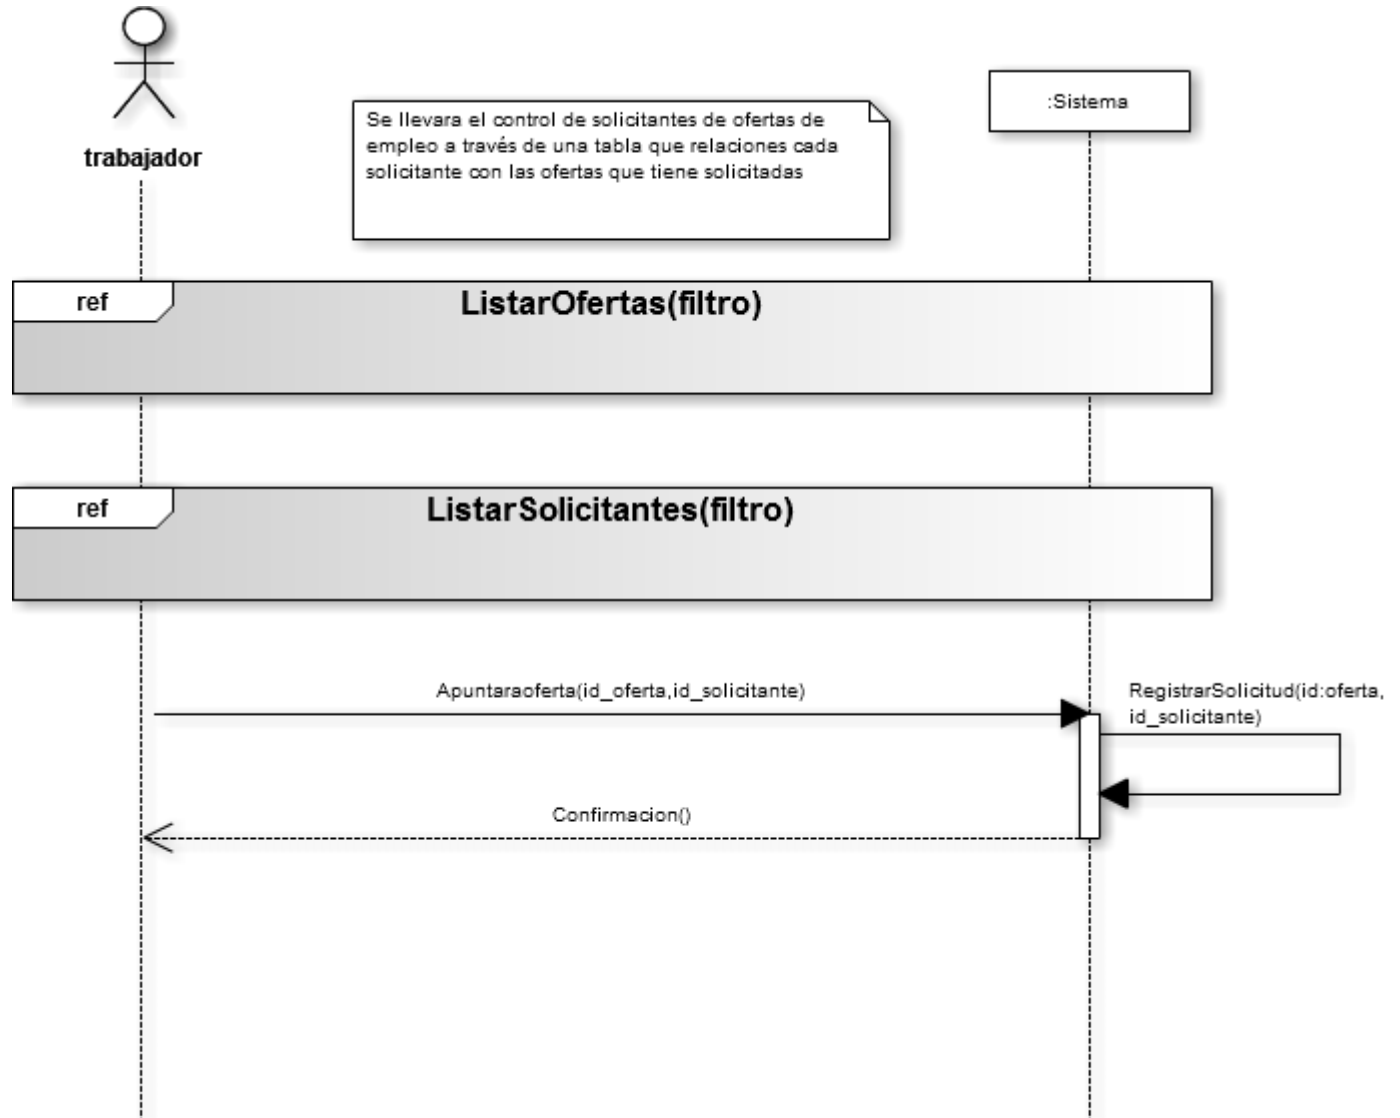 trabajador
Se llevara el control de solicitantes de ofertas de
empleo a través de una tabla que relaciones cada
solicitante con las ofertas que tiene solicitadas
:Sistema
ref
ListarOfertas(filtro)
ref
ListarSolicitantes(filtro)
Apuntaraoferta(id_oferta,id_solicitante)
RegistrarSolicitud(id:oferta,
id_solicitante)
Confirmacion()